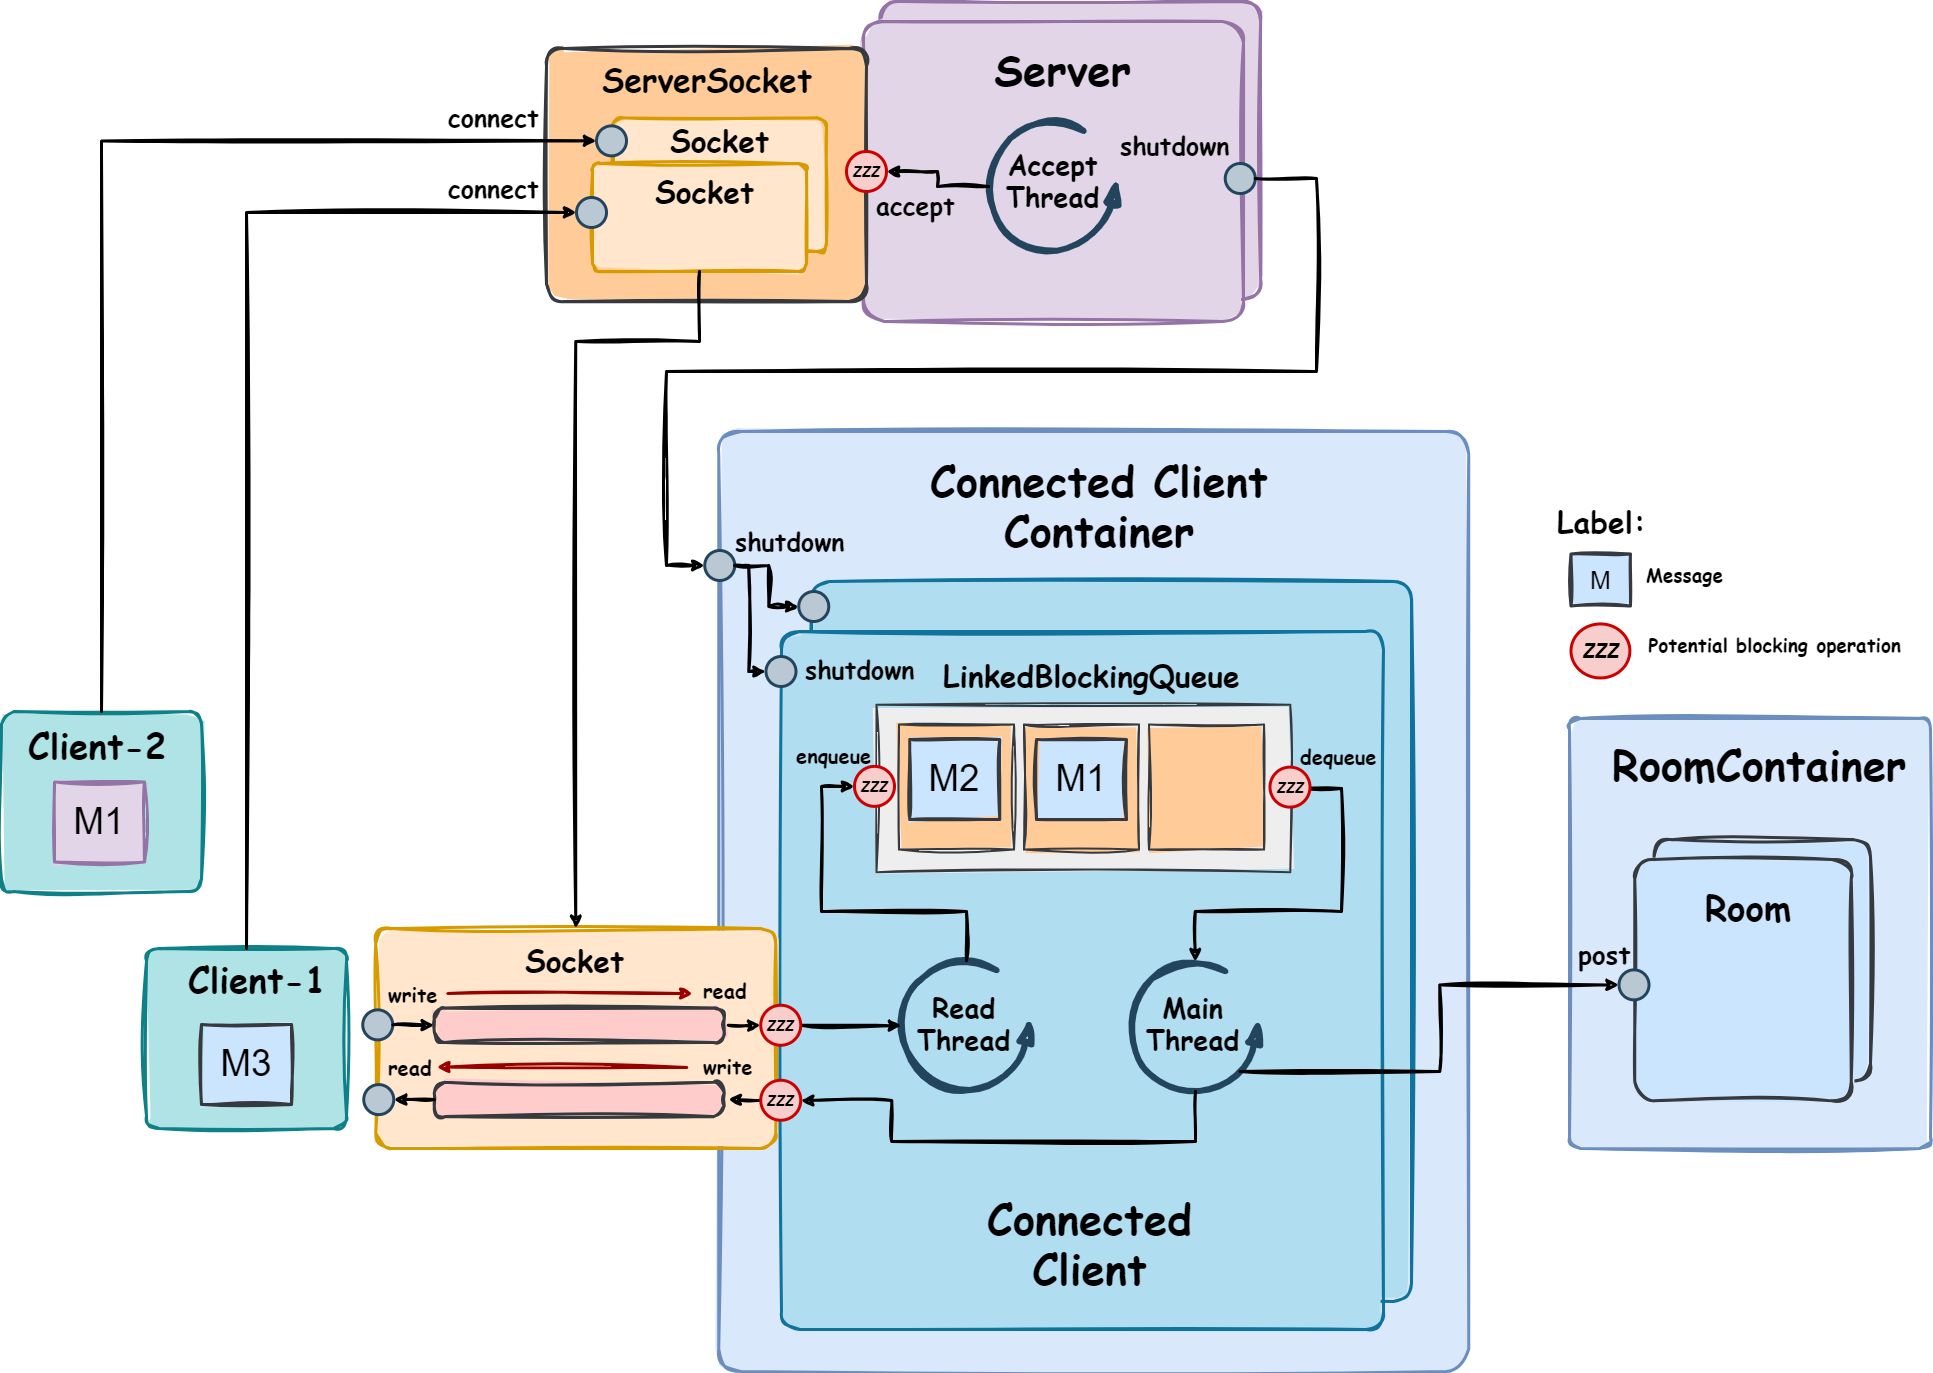 Server
ServerSocket
connect
Socket
shutdown
Accept
Thread
zzz
connect
Socket
accept
Connected Client
Container
Label:
shutdown
M
Message
zzz
Potential blocking operation
shutdown
LinkedBlockingQueue
Client-2
M1
enqueue
zzz
M2
M1
dequeue
zzz
RoomContainer
Room
post
Client-1
M3
Socket
write
read
zzz
read
write
zzz
Read
Thread
Main
Thread
Connected
Client